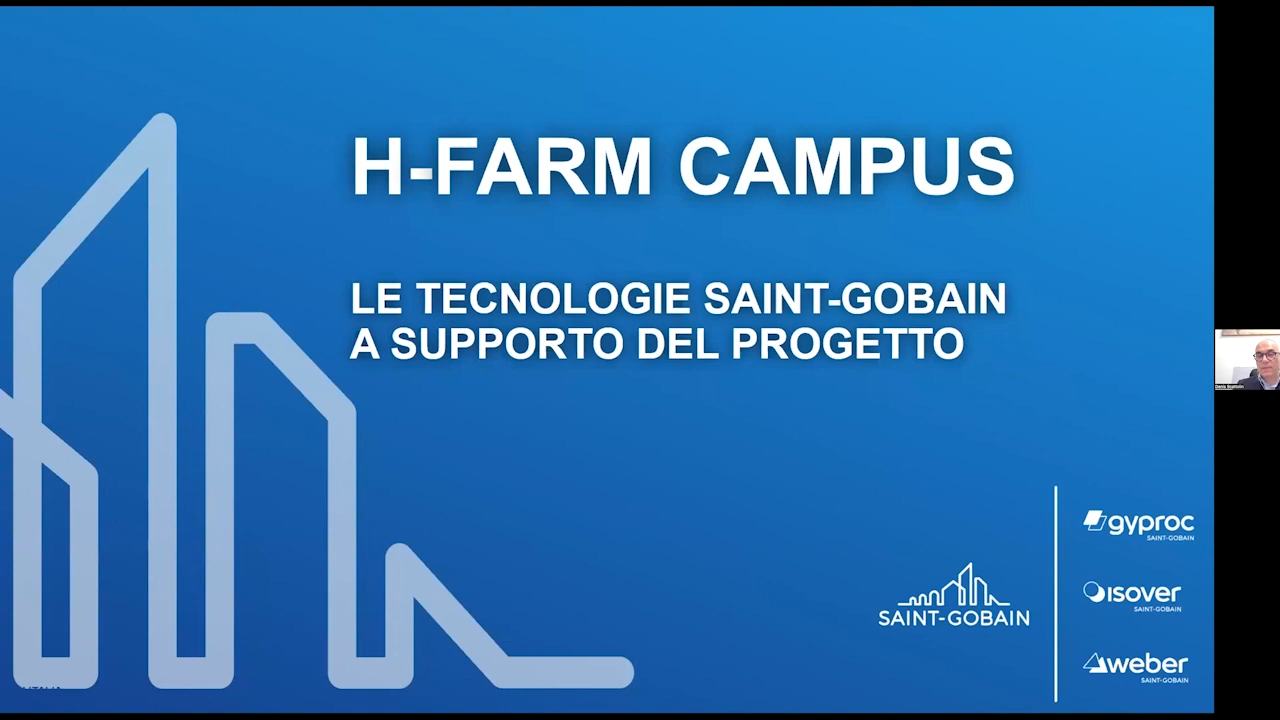 H-FARM CAMPUS
LE TECNOLOGIE SAINT-GOBAIN
A SUPPORTO DEL PROGETTO
SAINT-GOBAIN
gyproc
SAINT-GOBAIN
isover
SAINT-GOBAIN
weber
SAINT-GOBAIN